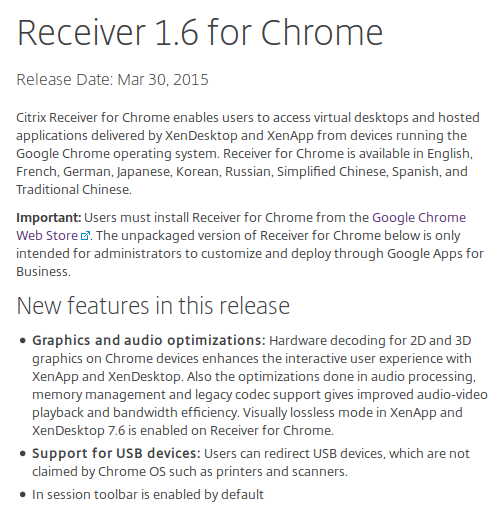 Receiver 1.6 for Chrome
Release Date: Mar 30, 2015
Citrix Receiver for Chrome enables users to access virtual desktops and hosted
applications delivered by XenDesktop and XenApp from devices running the
Google Chrome operating system. Receiver for Chrome is available in English,
French, German, Japanese, Korean, Russian, Simplified Chinese, Spanish, and
Traditional Chinese.
Important: Users must install Receiver for Chrome from the Google Chrome
Web Store. The unpackaged version of Receiver for Chrome below is only
intended for administrators to customize and deploy through Google Apps for
Business.
New features in this release
• Graphics and audio optimizations: Hardware decoding for 2D and 3D
graphics on Chrome devices enhances the interactive user experience with
XenApp and XenDesktop. Also the optimizations done in audio processing,
memory management and legacy codec support gives improved audio-video
playback and bandwidth efficiency. Visually lossless mode in XenApp and
XenDesktop 7.6 is enabled on Receiver for Chrome.
• Support for USB devices: Users can redirect USB devices, which are not
claimed by Chrome OS such as printers and scanners.
• In session toolbar is enabled by default